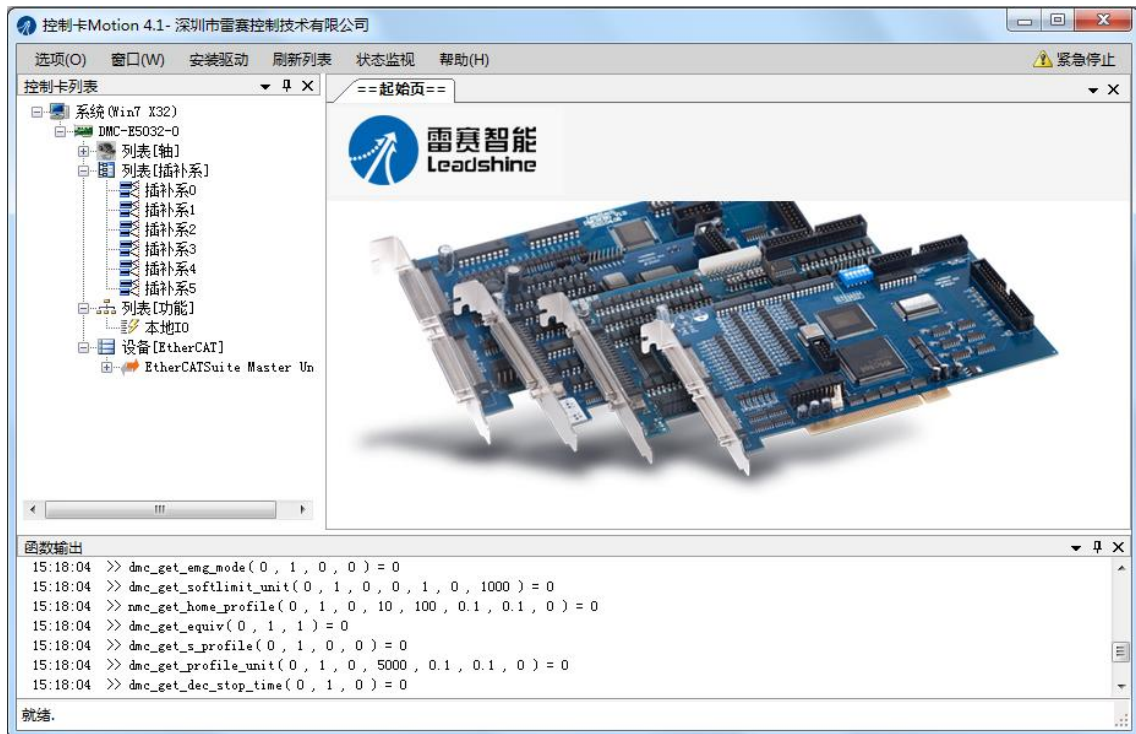 控制卡Motion 4.1- 深圳市雷赛控制技术有限公司
选项(O) 窗口(W) 安装驱动 刷新列表 状态监视 帮助(H) 紧急停止
控制卡列表
==起始页==
系统(Win7 X32)
DMC-E5032-0
列表[轴]
列表[插补系]
插补系0
插补系1
插补系2
插补系3
插补系4
插补系5
列表[功能]
本地IO
设备[EtherCAT]
EtherCATSuite Master Un
雷赛智能
Leadshine
函数输出
15:18:04 >> dmc_get_emg_mode( 0 , 1 , 0 , 0 ) = 0
15:18:04 >> dmc_get_softlimit_unit( 0 , 1 , 0 , 0 , 1 , 0 , 1000 ) = 0
15:18:04 >> nmc_get_home_profile( 0 , 1 , 0 , 10 , 100 , 0.1 , 0.1 , 0 ) = 0
15:18:04 >> dmc_get_equiv( 0 , 1 , 1 ) = 0
15:18:04 >> dmc_get_s_profile( 0 , 1 , 0 , 0 ) = 0
15:18:04 >> dmc_get_profile_unit( 0 , 1 , 0 , 5000 , 0.1 , 0.1 , 0 ) = 0
15:18:04 >> dmc_get_dec_stop_time( 0 , 1 , 0 ) = 0
就绪.